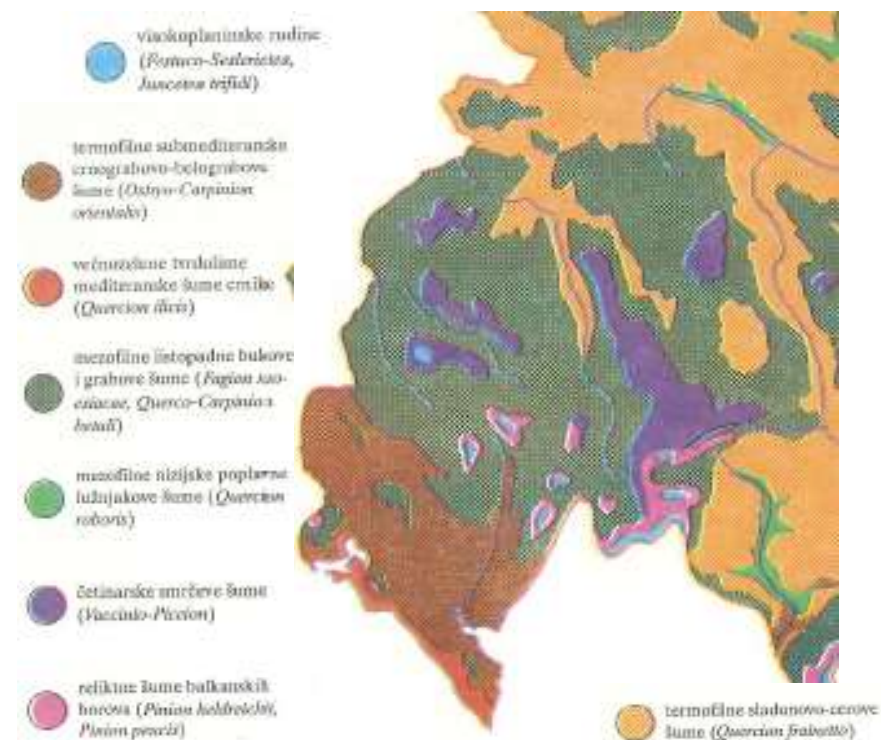 visokoplaninske rudine
(Festuco-Seslerietea,
Juncetea trifidi)
termofilne submediteranske
crnograbovo-belograbove
šume (Ostryo-Carpinion
orientalis)
večnozelene tvrdolisne
mediteranske šume crnike
(Quercion ilicis)
mezofilne listopadne bukove
i grabove šume (Fagion
betuli)
mezofilne nizijske poplavne
lužnjakove šume (Quercion
roboris)
četinarske smrčeve šume
(Vaccinio-Piceion)
reliktne šume balkanskih
borova (Pinion heldreichii,
Pinion peucis)
termofilne sladunovo-cerove
šume (Quercion frainetto)